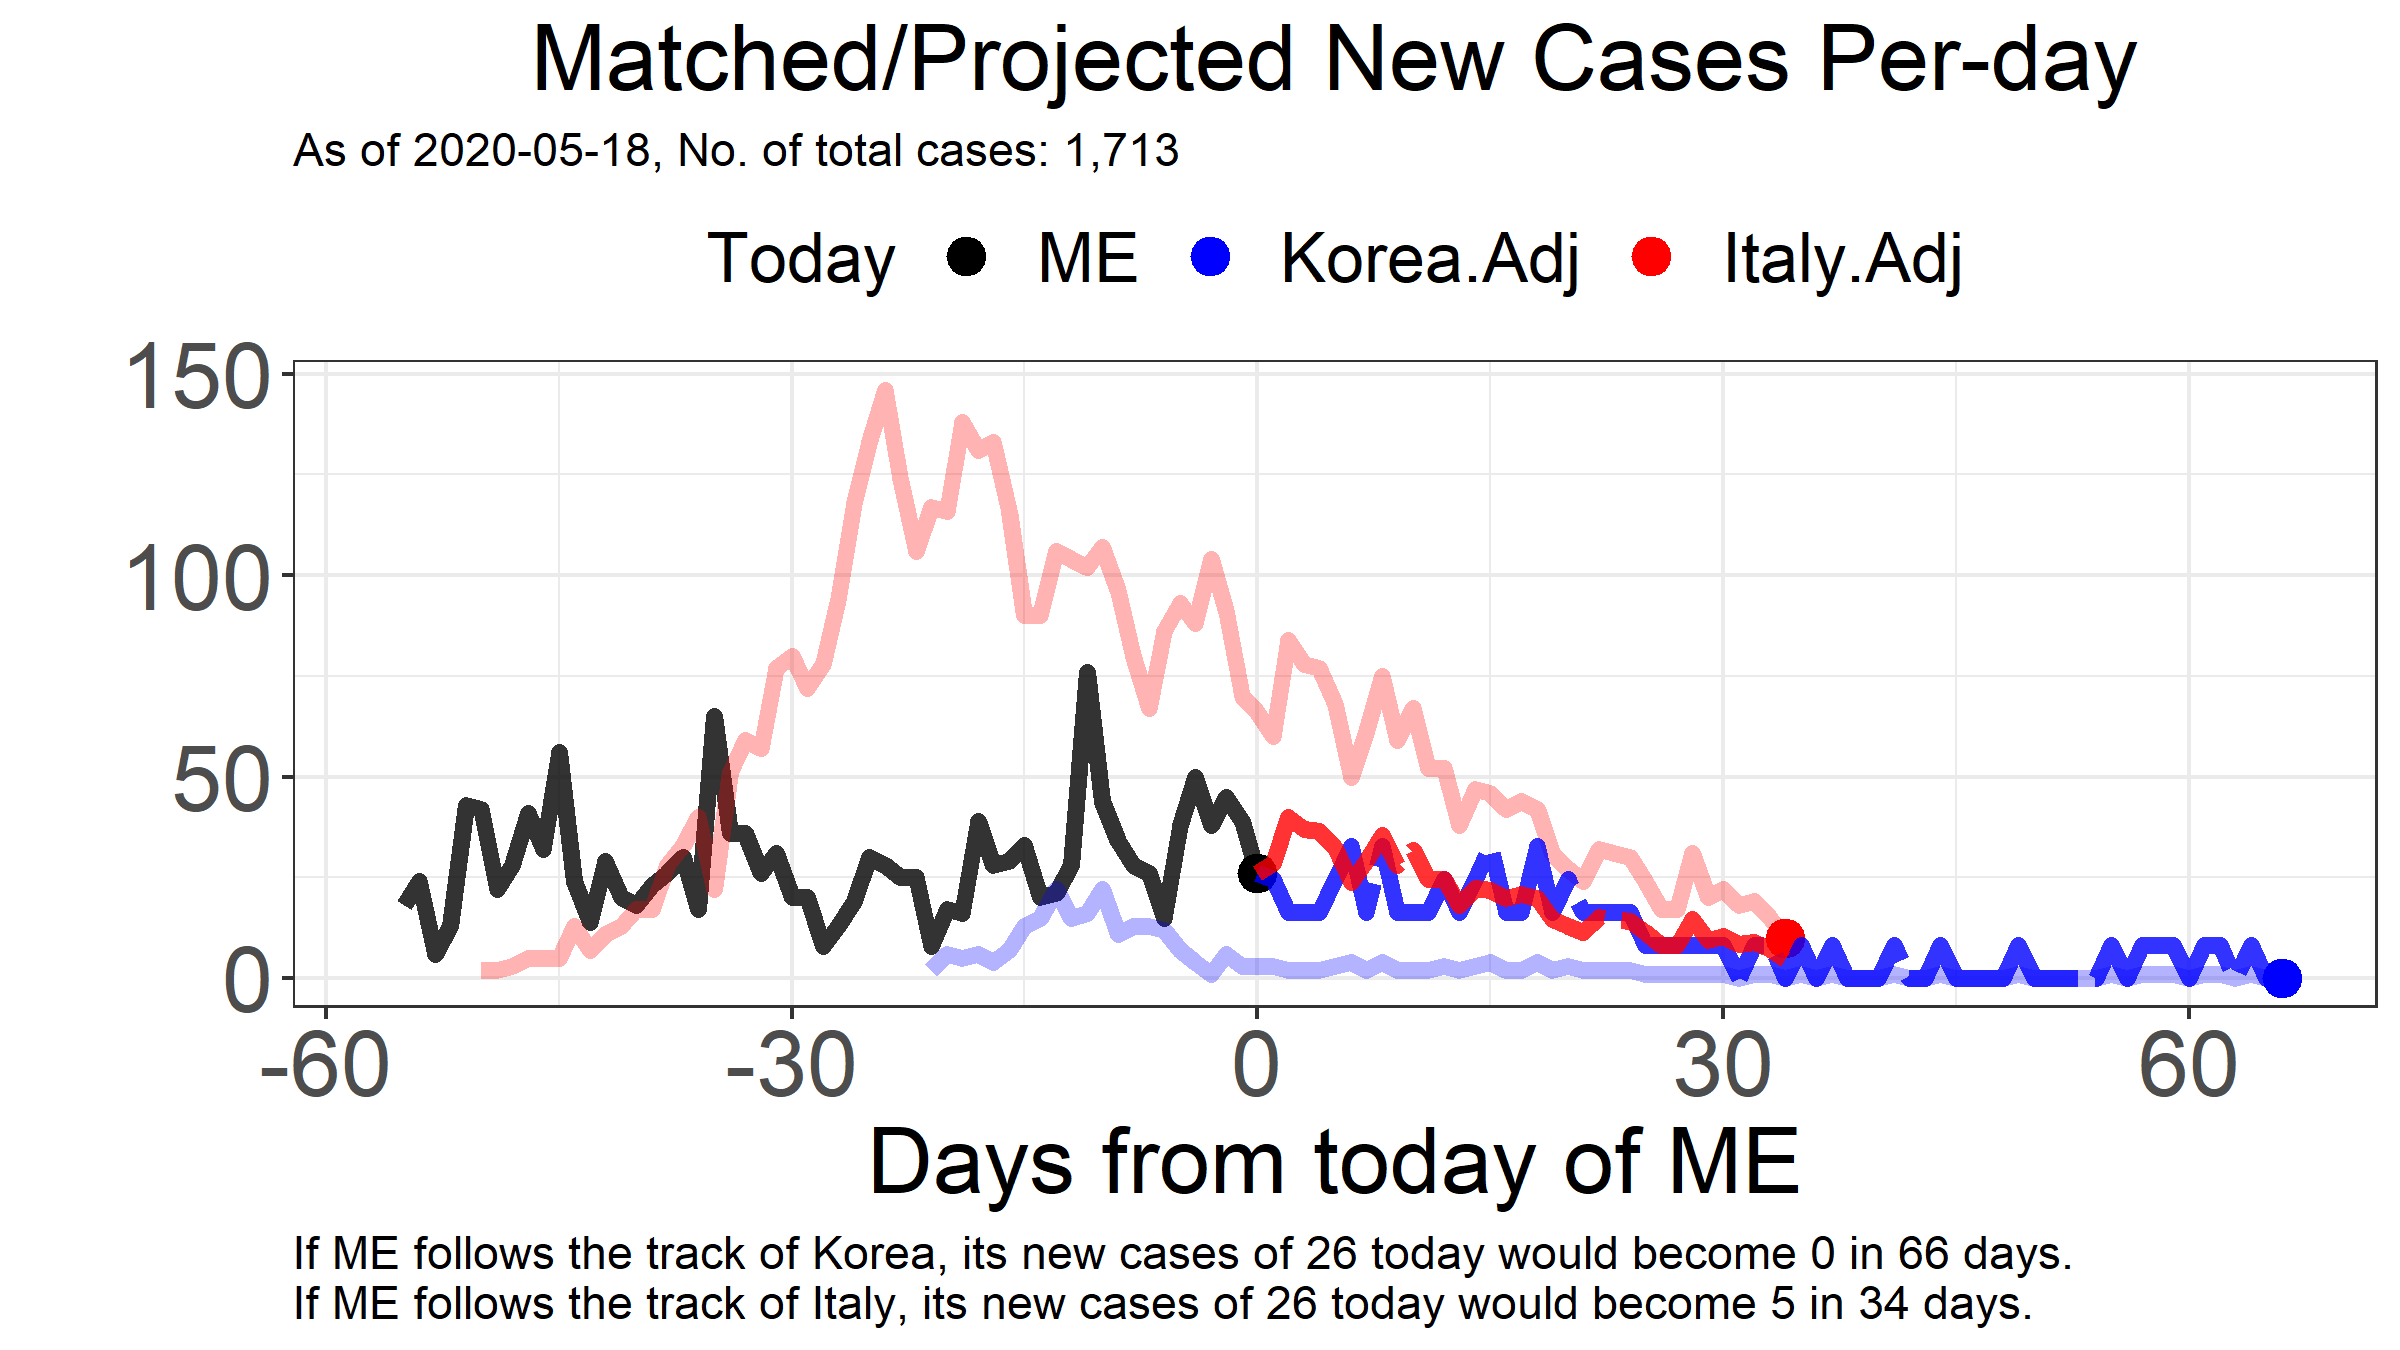 Matched/Projected New Cases Per-day
As of 2020-05-18, No. of total cases: 1,713
Today ME Korea.Adj Italy.Adj
150
100
50
0
-60 -30 0 30 60
Days from today of ME
If ME follows the track of Korea, its new cases of 26 today would become 0 in 66 days.
If ME follows the track of Italy, its new cases of 26 today would become 5 in 34 days.